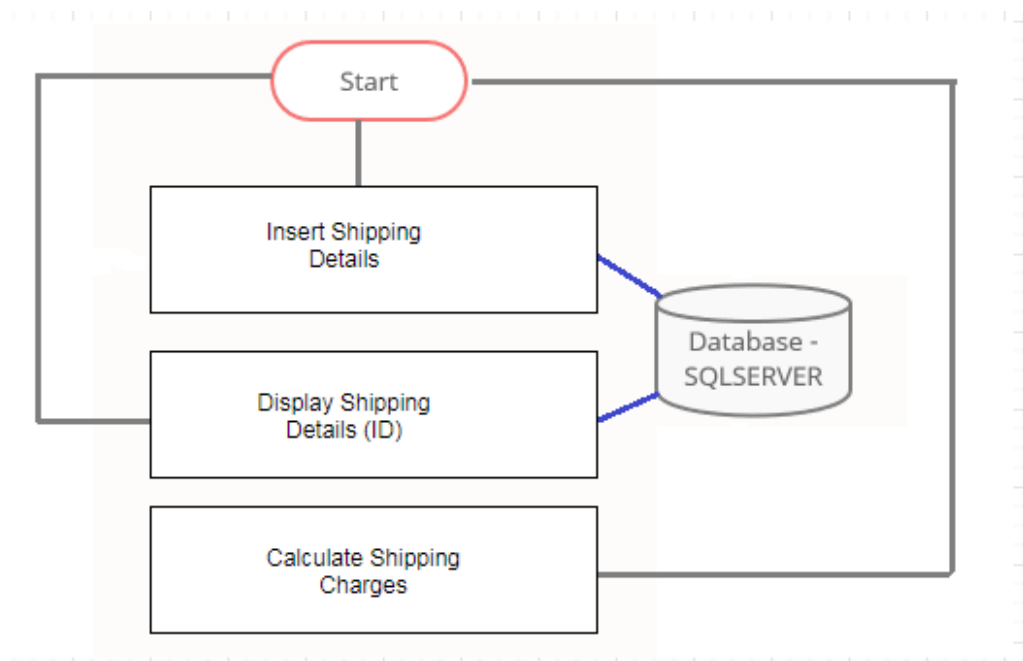 Start
Insert Shipping
Details
Database -
SQLSERVER
Display Shipping
Details (ID)
Calculate Shipping
Charges